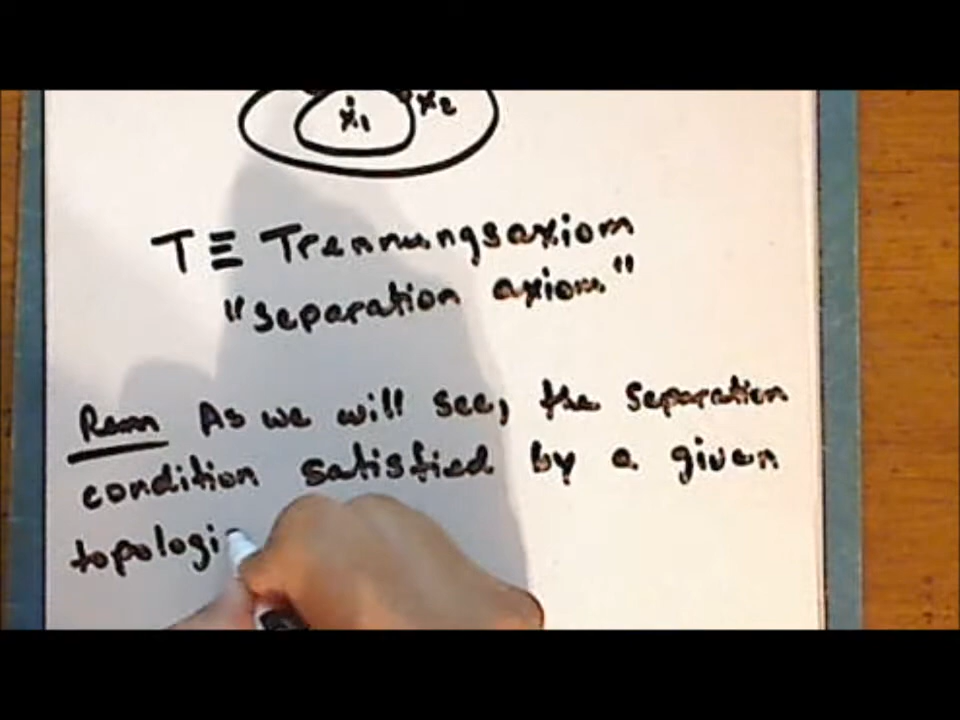 x₁ x₂
T ≡ Trennungsaxiom
"separation axiom"
Rem As we will see, the separation
condition satisfied by a given
topologi